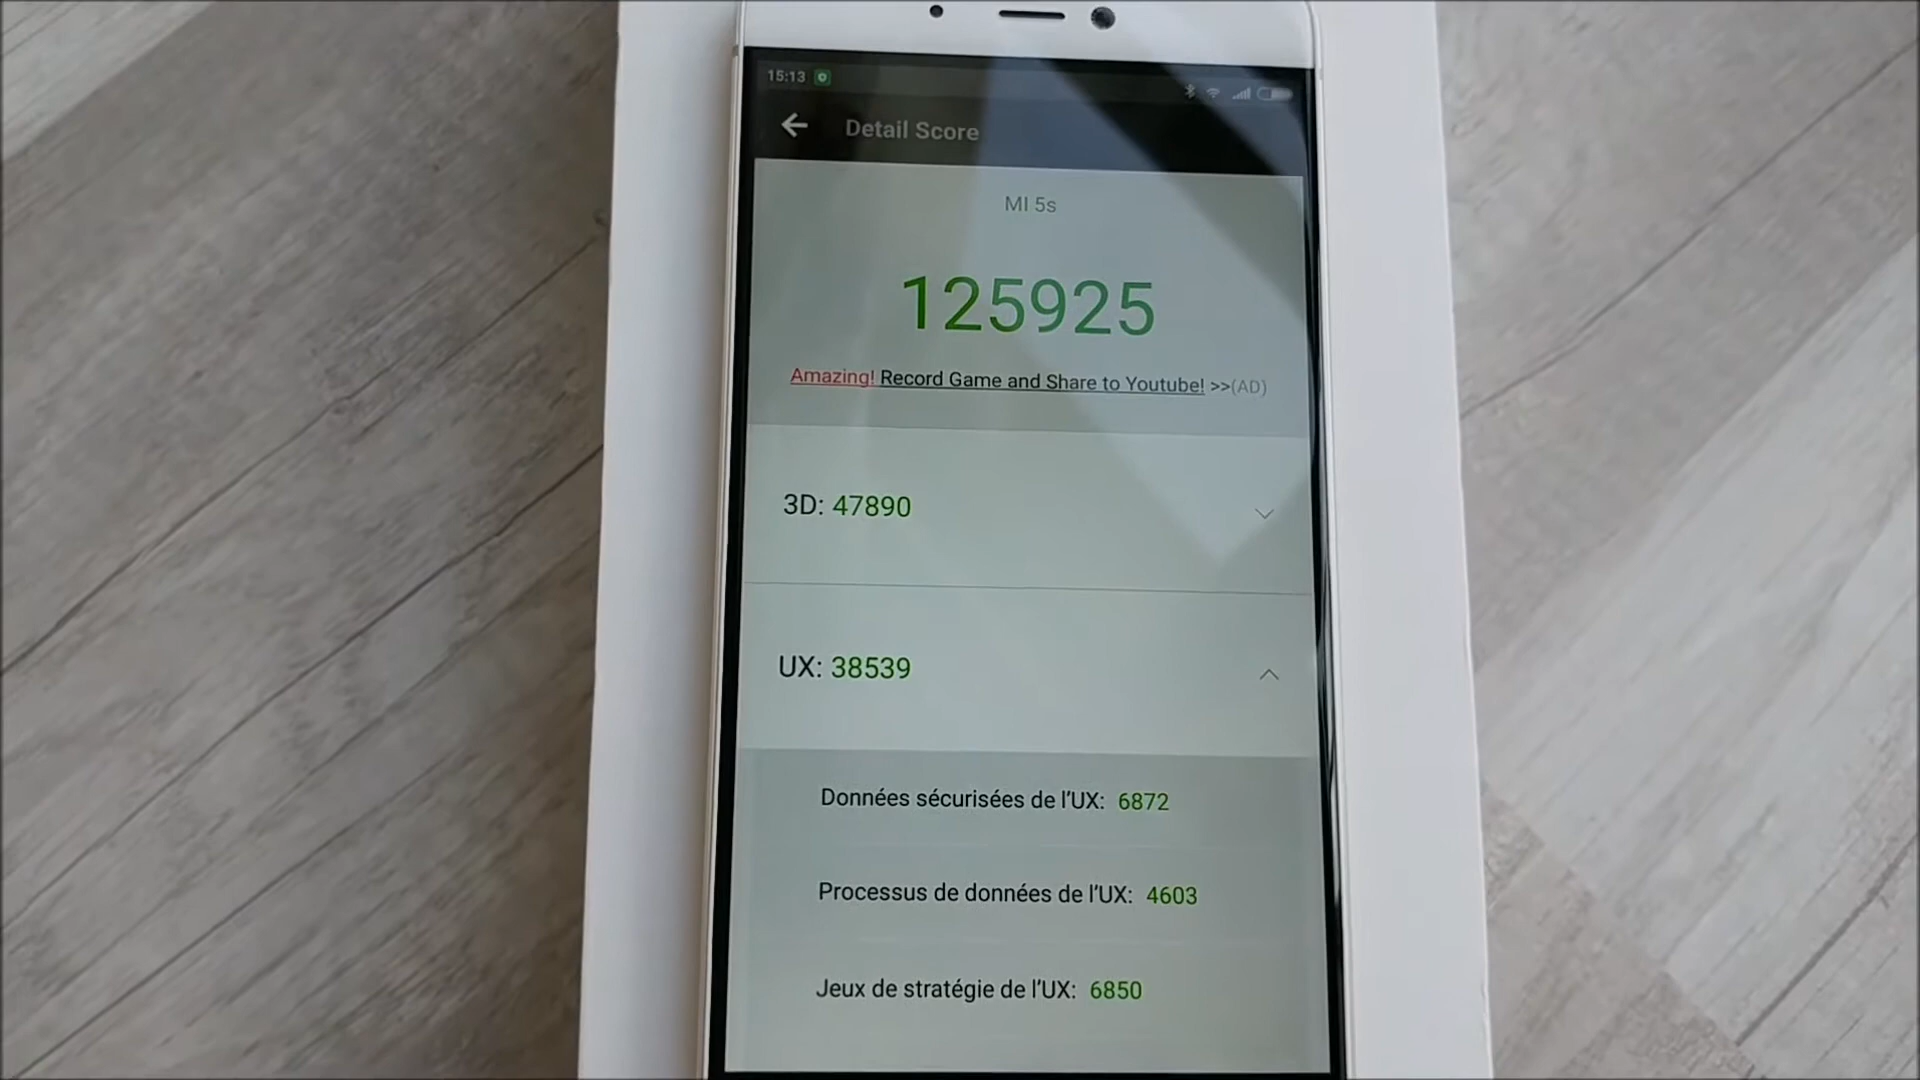 15:13
Detail Score
MI 5s
125925
Amazing! Record Game and Share to Youtube! >>(AD)
3D: 47890
UX: 38539
Données sécurisées de l'UX: 6872
Processus de données de l'UX: 4603
Jeux de stratégie de l'UX: 6850